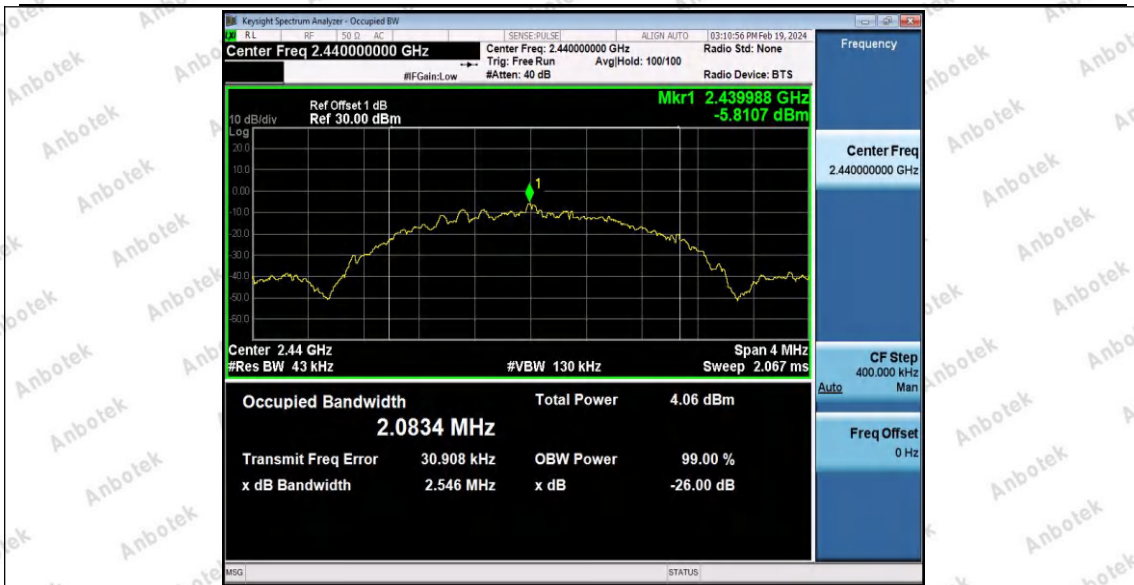 Keysight Spectrum Analyzer - Occupied BW
RL RF 50 Ω AC SENSE:PULSE ALIGN AUTO 03:10:56 PM Feb 19, 2024
Center Freq 2.440000000 GHz
Center Freq: 2.440000000 GHz Radio Std: None
Trig: Free Run Avg|Hold: 100/100
#IFGain:Low #Atten: 40 dB Radio Device: BTS
Frequency
Mkr1 2.439988 GHz
-5.8107 dBm
Ref Offset 1 dB
10 dB/div Ref 30.00 dBm
Log
20.0
10.0
0.00
-10.0
-20.0
-30.0
-40.0
-50.0
-60.0
1
Center 2.44 GHz Span 4 MHz
#Res BW 43 kHz #VBW 130 kHz Sweep 2.067 ms
Center Freq
2.440000000 GHz
CF Step
400.000 kHz
Auto Man
Freq Offset
0 Hz
Occupied Bandwidth Total Power 4.06 dBm
2.0834 MHz
Transmit Freq Error 30.908 kHz OBW Power 99.00 %
x dB Bandwidth 2.546 MHz x dB -26.00 dB
MSG STATUS
Anbotek